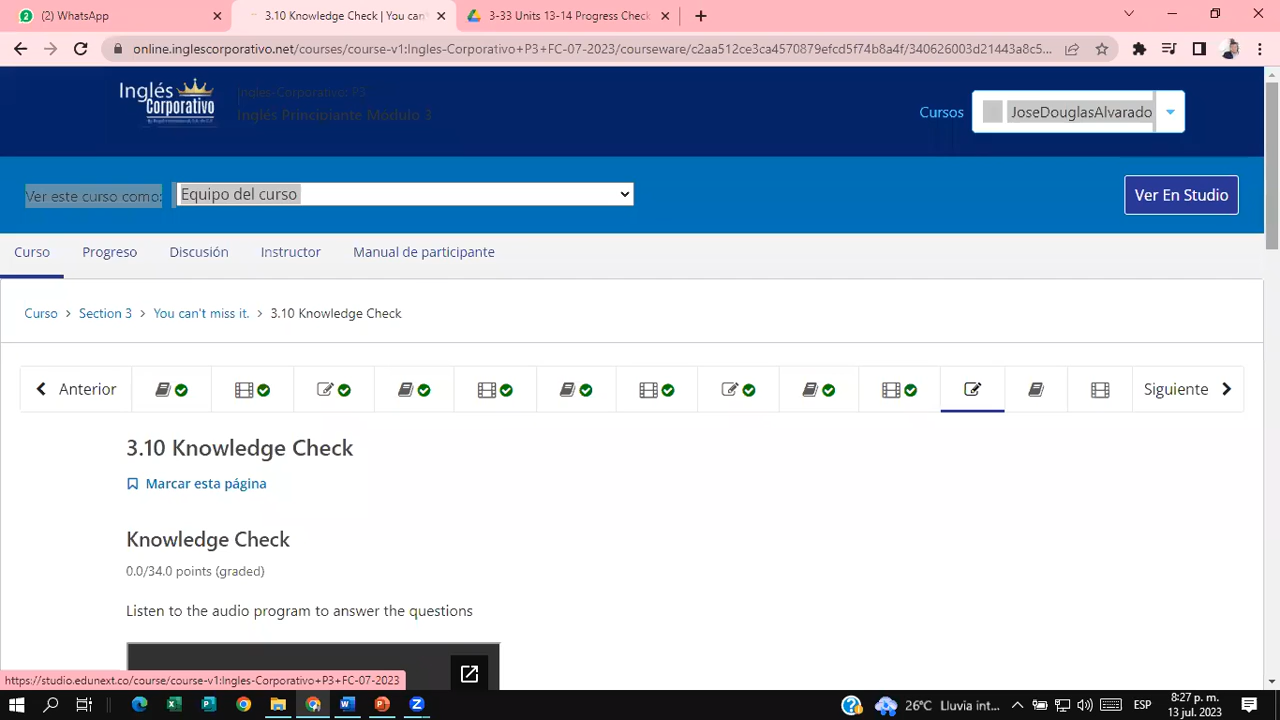 (2) WhatsApp
3.10 Knowledge Check | You can'
3-33 Units 13-14 Progress Check
online.inglescorporativo.net/courses/course-v1:Ingles-Corporativo+P3+FC-07-2023/courseware/c2aa512ce3ca4570879efcd5f74b8a4f/340626003d21443a8c5...
Inglés Corporativo
Ingles-Corporativo: P3
Inglés Principiante Módulo 3
Cursos
JoseDouglasAlvarado
Ver este curso como:
Equipo del curso
Ver En Studio
Curso Progreso Discusión Instructor Manual de participante
Curso > Section 3 > You can't miss it. > 3.10 Knowledge Check
Anterior
Siguiente
3.10 Knowledge Check
Marcar esta página
Knowledge Check
0.0/34.0 points (graded)
Listen to the audio program to answer the questions
https://studio.edunext.co/course/course-v1:Ingles-Corporativo+P3+FC-07-2023
26°C Lluvia int...
ESP
8:27 p. m.
13 jul. 2023